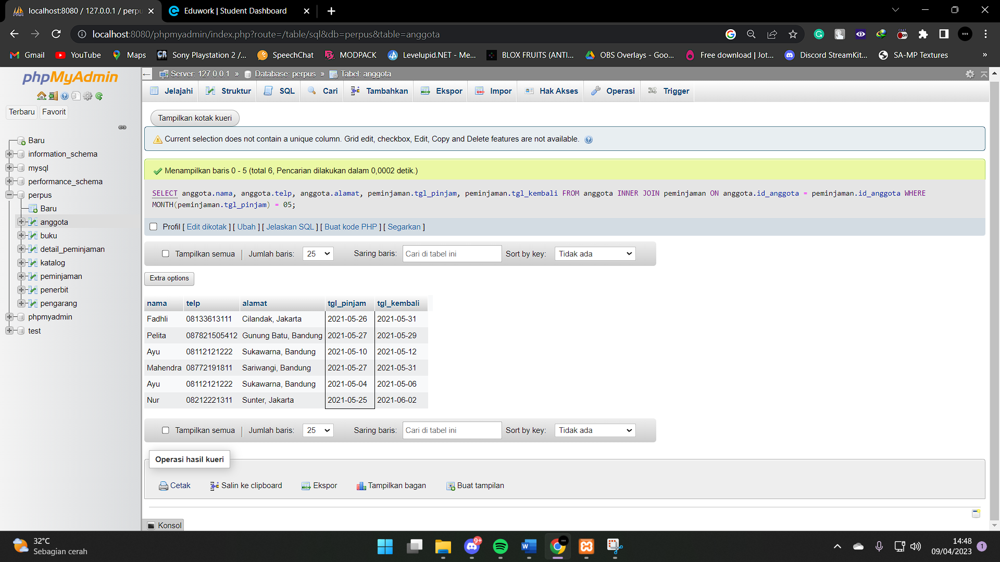 localhost:8080 / 127.0.0.1 / perpu
Eduwork | Student Dashboard
localhost:8080/phpmyadmin/index.php?route=/table/sql&db=perpus&table=anggota
Gmail YouTube Maps Sony Playstation 2 /... SpeechChat MODPACK Levelupid.NET - Me... BLOX FRUITS (ANTI... OBS Overlays - Goo... Free download | Jot... Discord StreamKit... SA-MP Textures »
phpMyAdmin
Terbaru Favorit
Baru
information_schema
mysql
performance_schema
perpus
Baru
anggota
buku
detail_peminjaman
katalog
peminjaman
penerbit
pengarang
phpmyadmin
test
Server: 127.0.0.1 » Database: perpus » Tabel: anggota
Jelajahi Struktur SQL Cari Tambahkan Ekspor Impor Hak Akses Operasi Trigger
Tampilkan kotak kueri
Current selection does not contain a unique column. Grid edit, checkbox, Edit, Copy and Delete features are not available.
Menampilkan baris 0 - 5 (total 6, Pencarian dilakukan dalam 0,0002 detik.)
SELECT anggota.nama, anggota.telp, anggota.alamat, peminjaman.tgl_pinjam, peminjaman.tgl_kembali FROM anggota INNER JOIN peminjaman ON anggota.id_anggota = peminjaman.id_anggota WHERE
MONTH(peminjaman.tgl_pinjam) = 05;
Profil [ Edit dikotak ] [ Ubah ] [ Jelaskan SQL ] [ Buat kode PHP ] [ Segarkan ]
Tampilkan semua | Jumlah baris: 25 Saring baris: Cari di tabel ini Sort by key: Tidak ada
Extra options
nama telp alamat tgl_pinjam tgl_kembali
Fadhli 08133613111 Cilandak, Jakarta 2021-05-26 2021-05-31
Pelita 087821505412 Gunung Batu, Bandung 2021-05-27 2021-05-29
Ayu 08112121222 Sukawarna, Bandung 2021-05-10 2021-05-12
Mahendra 08772191811 Sariwangi, Bandung 2021-05-27 2021-05-31
Ayu 08112121222 Sukawarna, Bandung 2021-05-04 2021-05-06
Nur 08212221311 Sunter, Jakarta 2021-05-25 2021-06-02
Tampilkan semua | Jumlah baris: 25 Saring baris: Cari di tabel ini Sort by key: Tidak ada
Operasi hasil kueri
Cetak Salin ke clipboard Ekspor Tampilkan bagan Buat tampilan
Konsol
32°C
Sebagian cerah
9+
14:48
09/04/2023
1